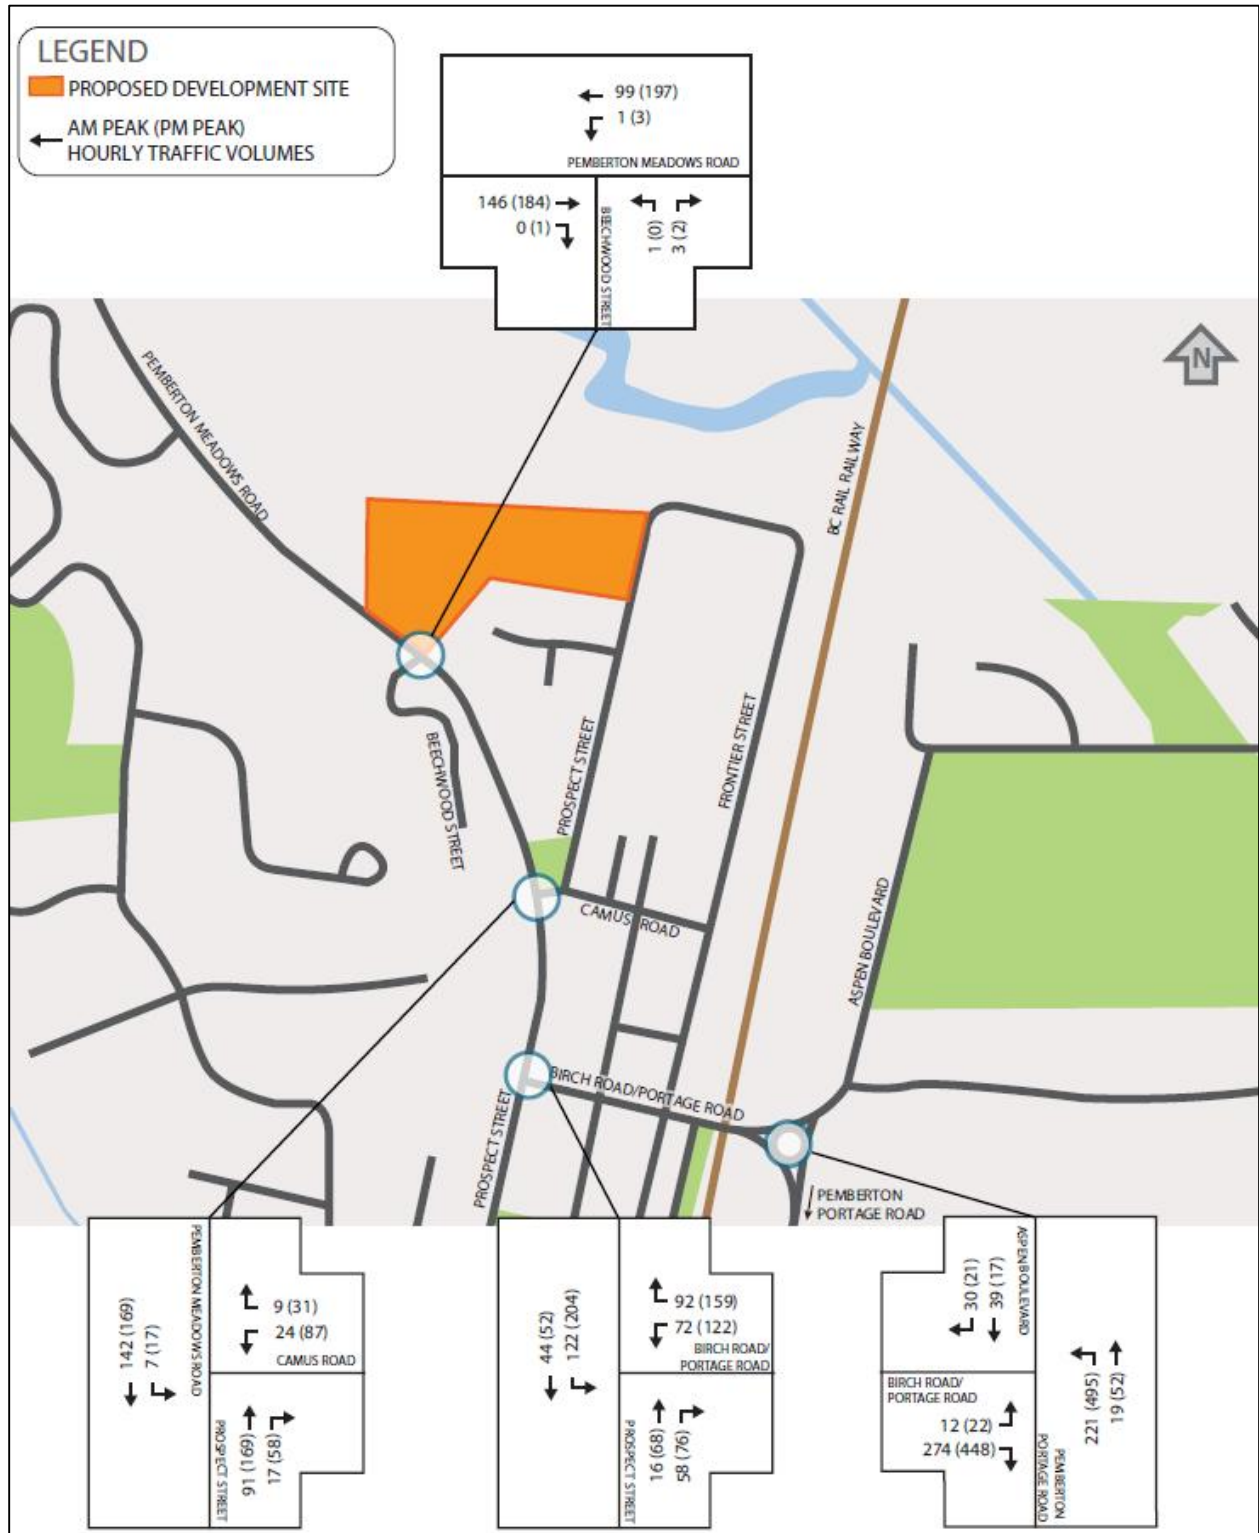 LEGEND
PROPOSED DEVELOPMENT SITE
AM PEAK (PM PEAK)
HOURLY TRAFFIC VOLUMES
99 (197)
1 (3)
PEMBERTON MEADOWS ROAD
146 (184)
0 (1)
BEECHWOOD STREET
1 (0)
3 (2)
N
PEMBERTON MEADOWS ROAD
BC RAIL RAILWAY
PROSPECT STREET
FRONTIER STREET
BEECHWOOD STREET
CAMUS ROAD
ASPEN BOULEVARD
BIRCH ROAD/PORTAGE ROAD
PROSPECT STREET
PEMBERTON
PORTAGE ROAD
142 (169)
7 (17)
PEMBERTON MEADOWS ROAD
9 (31)
24 (87)
CAMUS ROAD
PROSPECT STREET
91 (169)
17 (58)
44 (52)
122 (204)
92 (159)
72 (122)
BIRCH ROAD/
PORTAGE ROAD
PROSPECT STREET
16 (68)
58 (76)
30 (21)
39 (17)
ASPEN BOULEVARD
BIRCH ROAD/
PORTAGE ROAD
12 (22)
274 (448)
PEMBERTON
PORTAGE ROAD
221 (495)
19 (52)